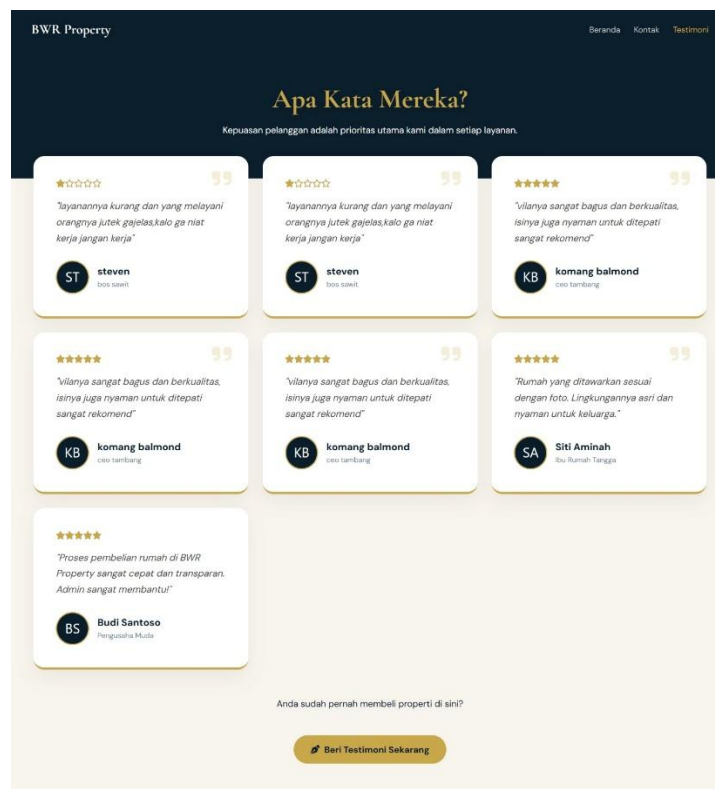 BWR Property
Beranda Kontak Testimoni
Apa Kata Mereka?
Kepuasan pelanggan adalah prioritas utama kami dalam setiap layanan.
"layanannya kurang dan yang melayani
orangnya jutek gajelas,kalo ga niat
kerja jangan kerja"
ST
steven
bos sawit
"layanannya kurang dan yang melayani
orangnya jutek gajelas,kalo ga niat
kerja jangan kerja"
ST
steven
bos sawit
"vilanya sangat bagus dan berkualitas,
isinya juga nyaman untuk ditepati
sangat rekomend"
KB
komang balmond
ceo tambang
"vilanya sangat bagus dan berkualitas,
isinya juga nyaman untuk ditepati
sangat rekomend"
KB
komang balmond
ceo tambang
"vilanya sangat bagus dan berkualitas,
isinya juga nyaman untuk ditepati
sangat rekomend"
KB
komang balmond
ceo tambang
"Rumah yang ditawarkan sesuai
dengan foto. Lingkungannya asri dan
nyaman untuk keluarga."
SA
Siti Aminah
Ibu Rumah Tangga
"Proses pembelian rumah di BWR
Property sangat cepat dan transparan.
Admin sangat membantu!"
BS
Budi Santoso
Pengusaha Muda
Anda sudah pernah membeli properti di sini?
Beri Testimoni Sekarang